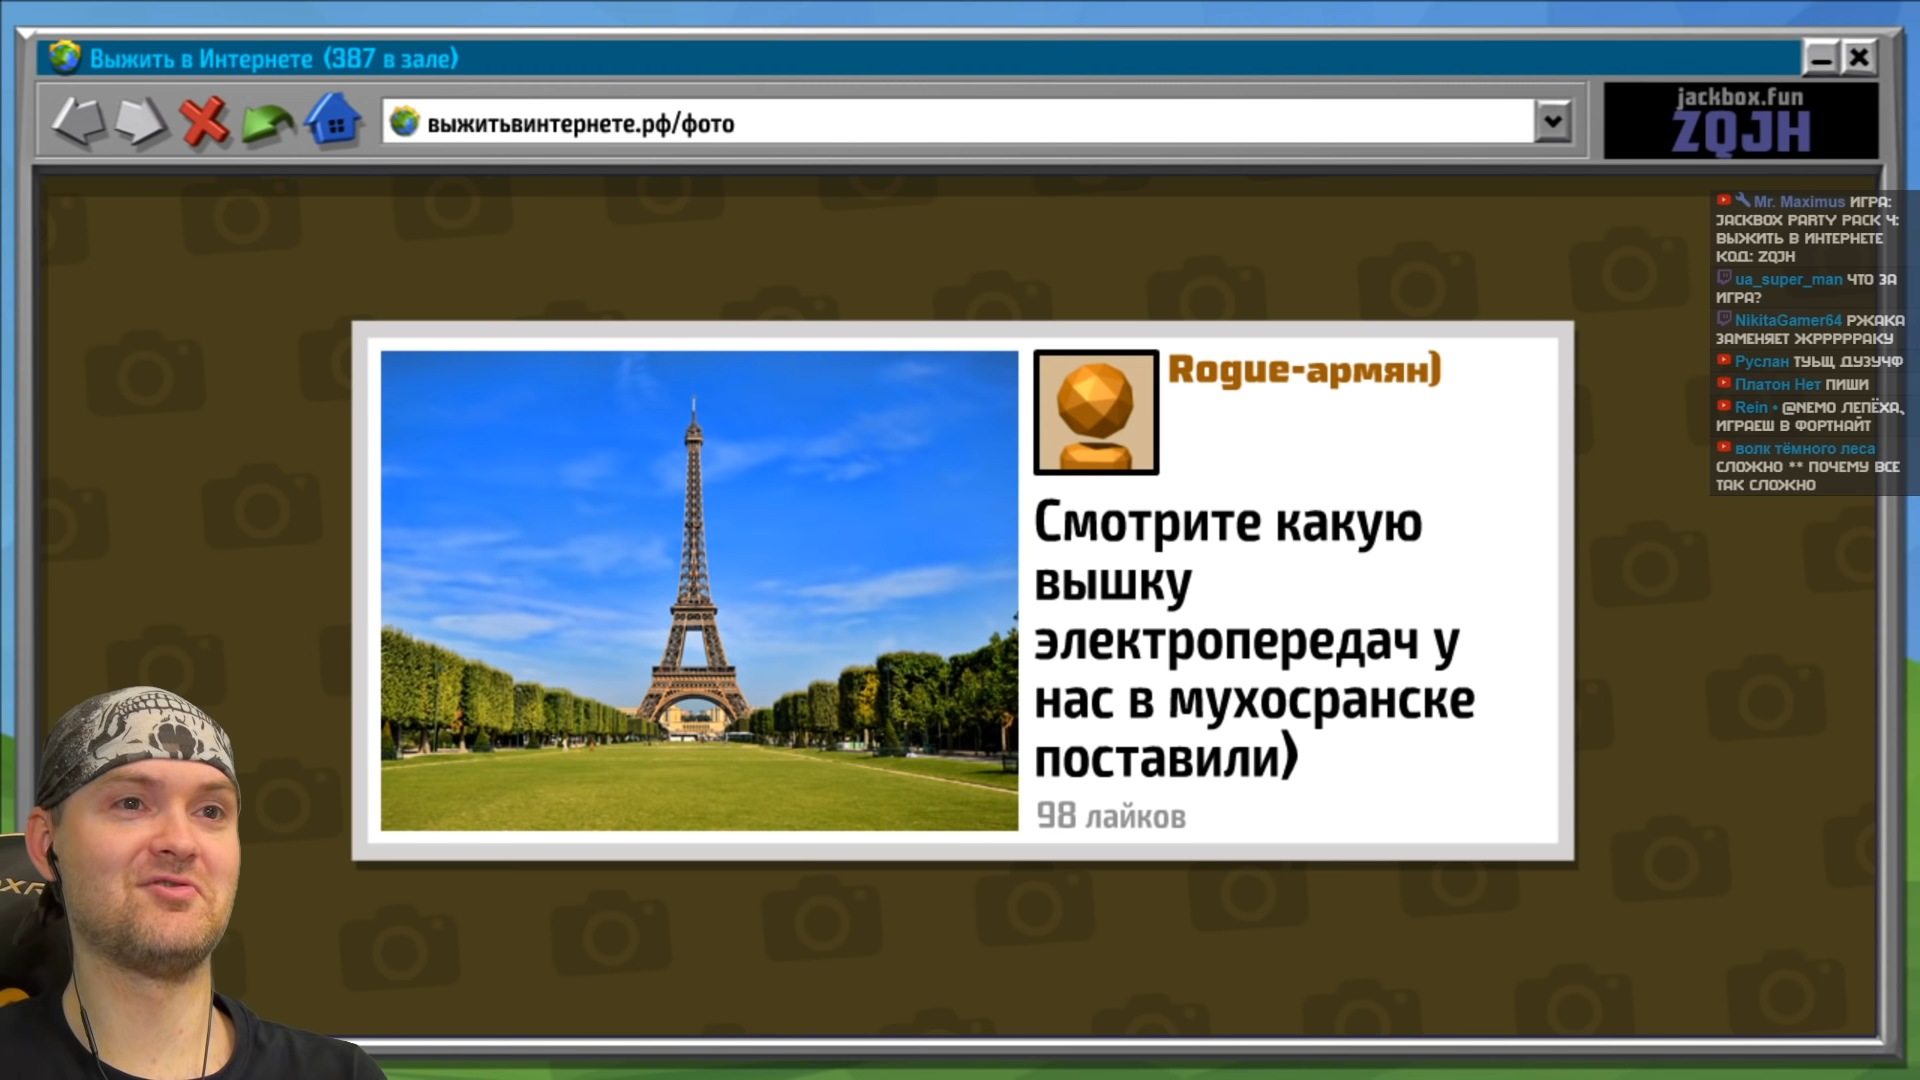 Выжить в Интернете (387 в зале)
выжитьвинтернете.рф/фото
jackbox.fun
ZQJH
Mr. Maximus ИГРА:
JACKBOX PARTY PACK 4:
ВЫЖИТЬ В ИНТЕРНЕТЕ
КОД: ZQJH
ua_super_man ЧТО ЗА
ИГРА?
NikitaGamer64 РЖАКА
ЗАМЕНЯЕТ ЖРРРРРАКУ
Руслан ТУЬЩ ДУЗУЧФ
Платон Нет ПИШИ
Rein • @NEMO ЛЕПЁХА,
ИГРАЕШ В ФОРТНАЙТ
волк тёмного леса
СЛОЖНО ** ПОЧЕМУ ВСЕ
ТАК СЛОЖНО
Rogue-армян)
Смотрите какую
вышку
электропередач у
нас в мухосранске
поставили)
98 лайков